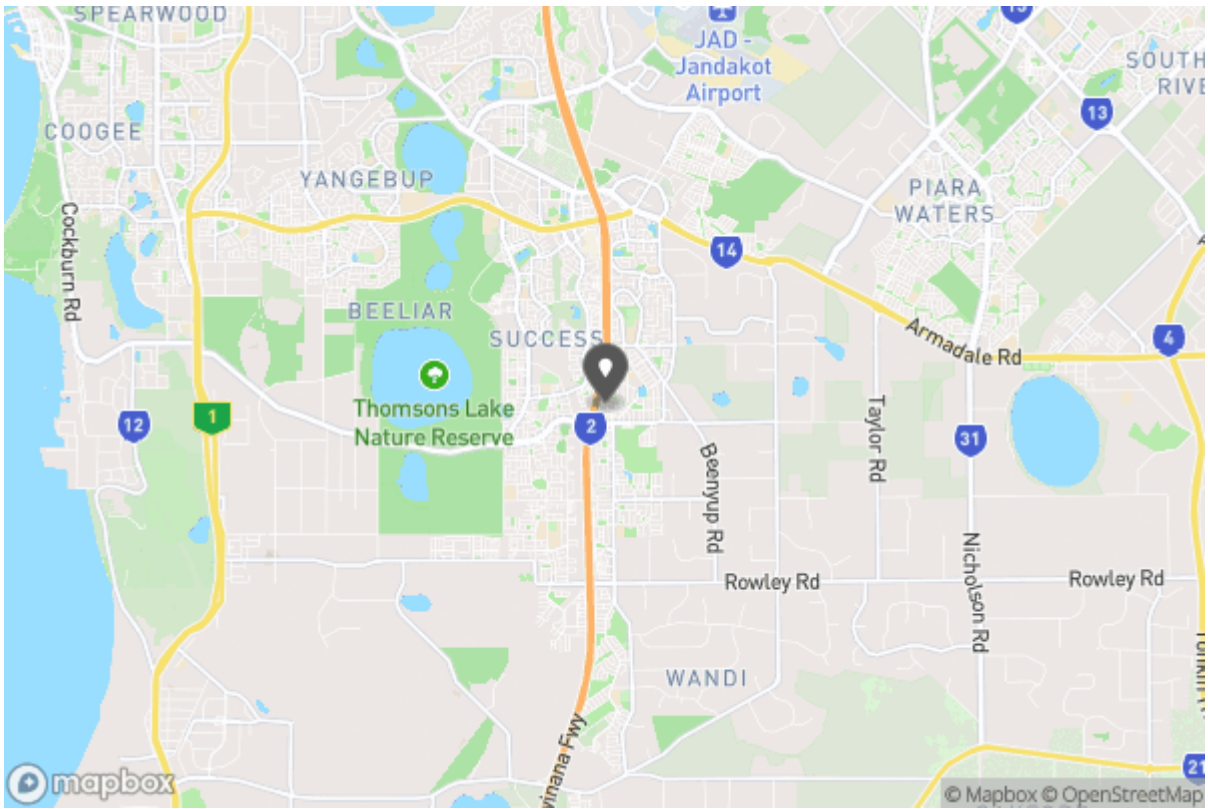 SPEARWOOD
15
JAD -
Jandakot
Airport
SOUTH
RIVE
13
COOGEE
YANGEBUP
PIARA
WATERS
Cockburn Rd
14
BEELIAR
SUCCESS
Armadale Rd
4
Thomsons Lake
Nature Reserve
1
12
2
Taylor Rd
31
Beenyup Rd
Nicholson Rd
Rowley Rd
Rowley Rd
WANDI
winana Fwy
21
mapbox
© Mapbox © OpenStreetMap